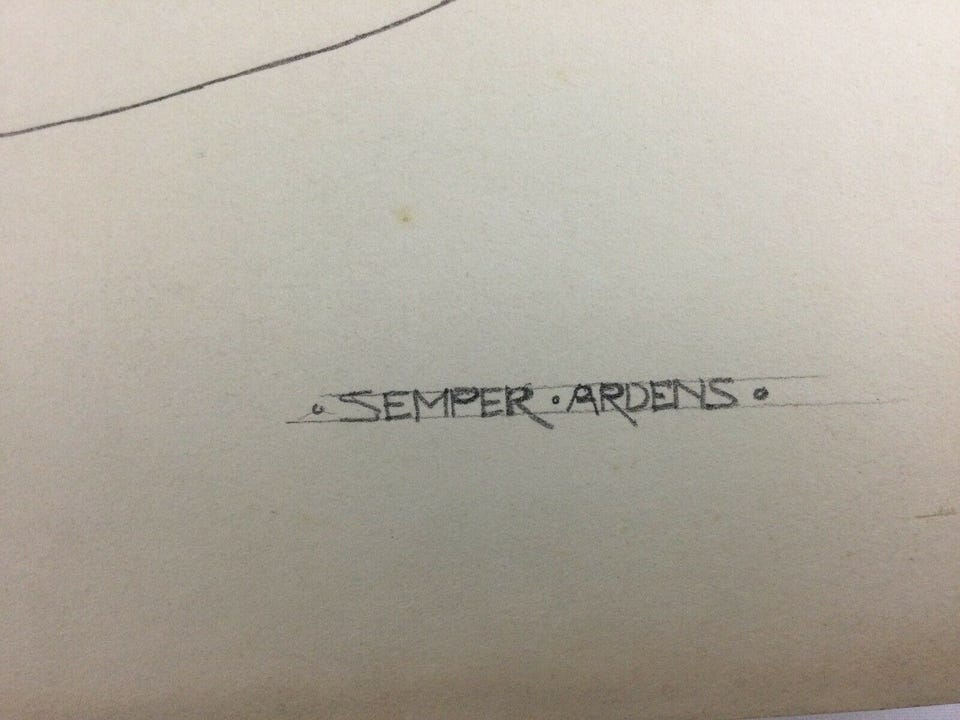 ∘ SEMPER ∘ ARDENS ∘